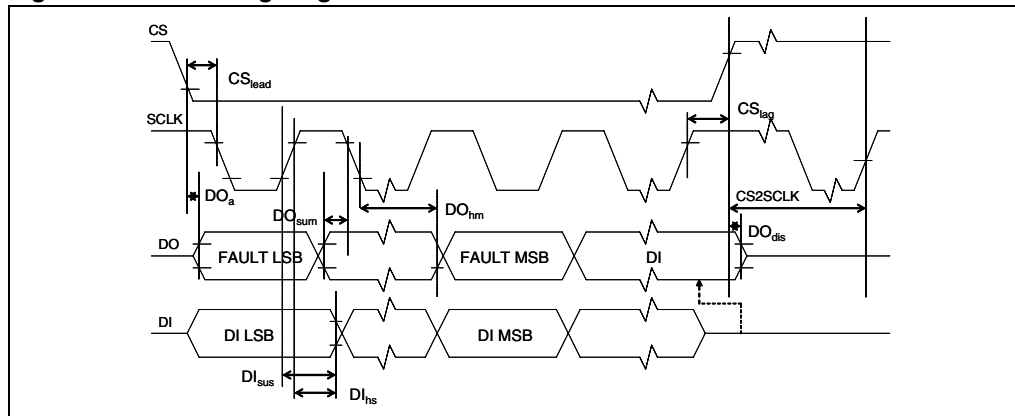 CS
CSlead
SCLK
CSlag
DOa
DOsum
DOhm
CS2SCLK
DOdis
DO
FAULT LSB
FAULT MSB
DI
DI
DI LSB
DI MSB
DIsus
DIhs